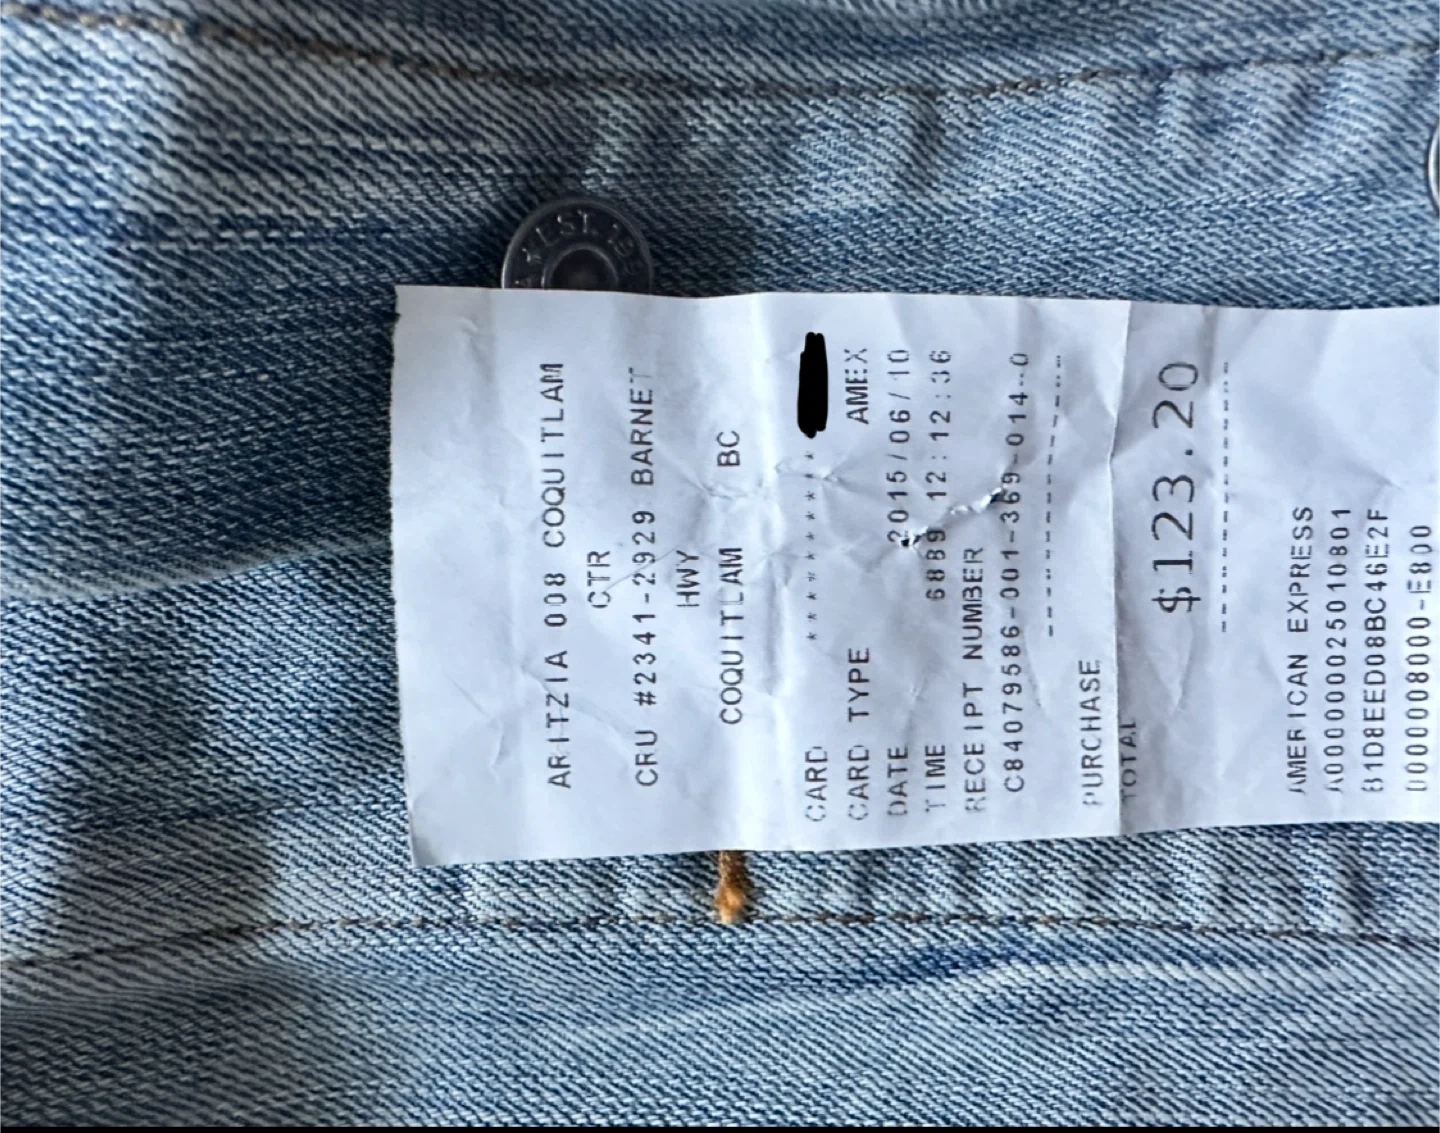 ARITZIA 008 COQUITLAM
CTR
CRU #2341-2929 BARNET
HWY
COQUITLAM BC
CARD ***********
CARD TYPE AMEX
DATE 2015/06/10
TIME 6889 12:12:36
RECEIPT NUMBER
C84079586-001-369-014-0
PURCHASE
TOTAL
$123.20
AMERICAN EXPRESS
A000000025010801
B1D8EED08BC46E2F
0000008000-E800